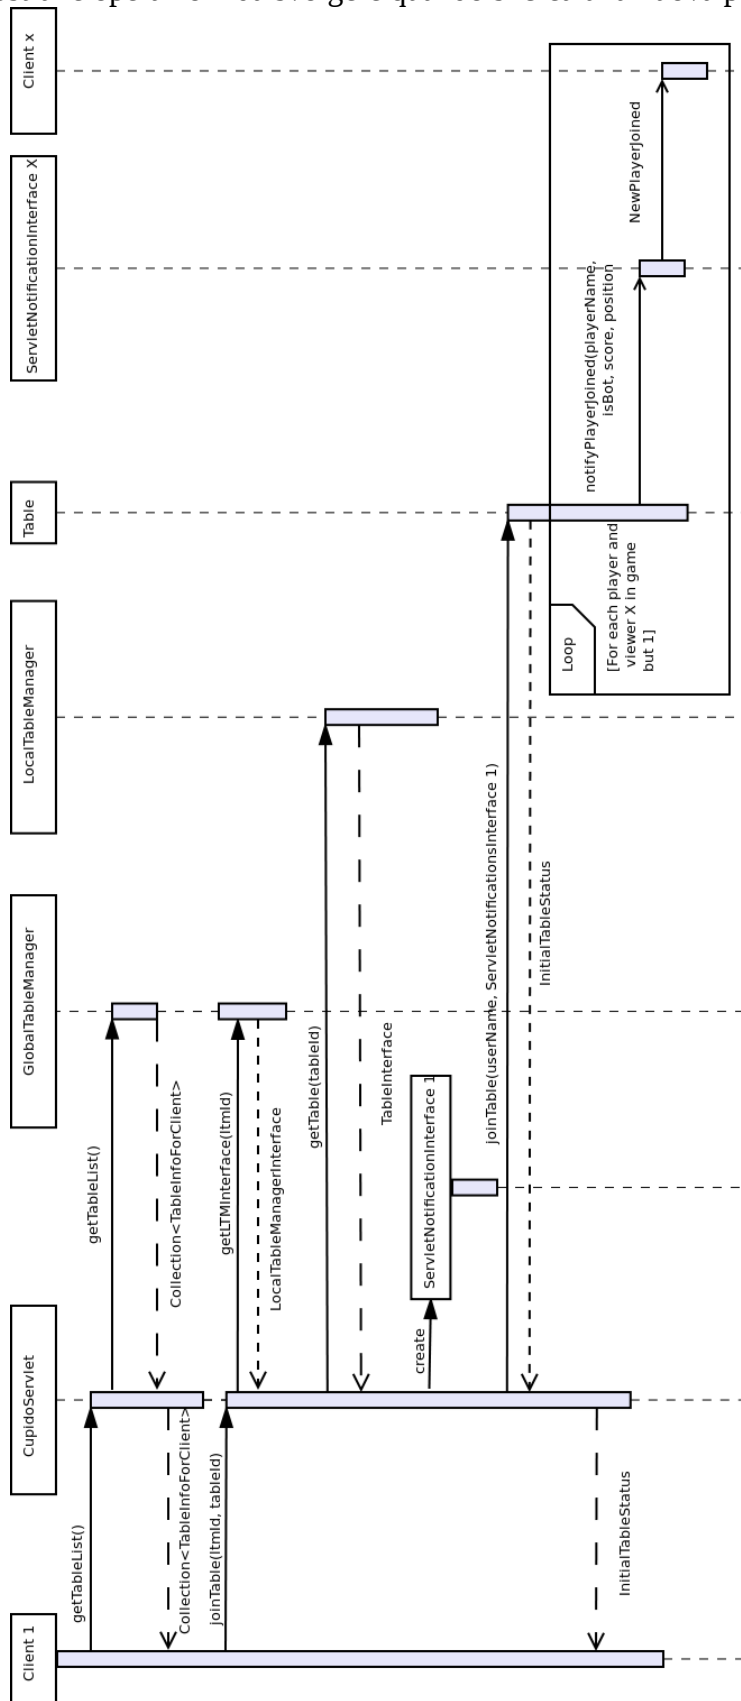 Client 1
CupidoServlet
GlobalTableManager
LocalTableManager
Table
ServletNotificationInterface X
Client x
getTableList()
getTableList()
Collection<TableInfoForClient>
Collection<TableInfoForClient>
joinTable(ltmId, tableId)
getLTMInterface(ltmId)
LocalTableManagerInterface
getTable(tableId)
TableInterface
create
ServletNotificationInterface 1
joinTable(userName, ServletNotificationsInterface 1)
InitialTableStatus
InitialTableStatus
Loop
[For each player and
viewer X in game
but 1]
notifyPlayerJoined(playerName,
isBot, score, position
NewPlayerJoined